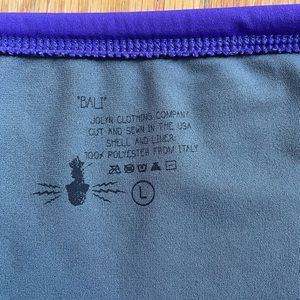 "BALI"
JOLYN CLOTHING COMPANY
CUT AND SEWN IN THE USA
SHELL AND LINER:
100% POLYESTER FROM ITALY
L